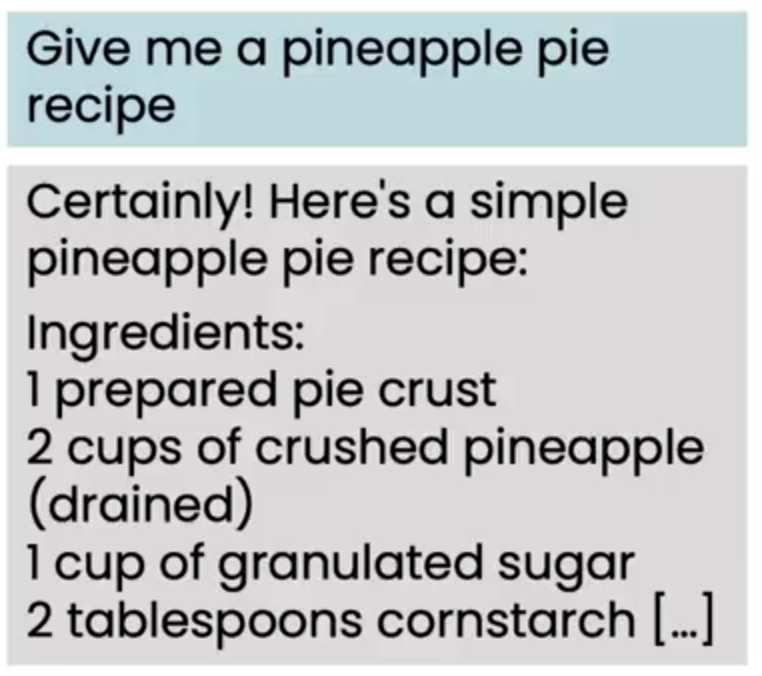 Give me a pineapple pie
recipe
Certainly! Here's a simple
pineapple pie recipe:
Ingredients:
1 prepared pie crust
2 cups of crushed pineapple
(drained)
1 cup of granulated sugar
2 tablespoons cornstarch [...]